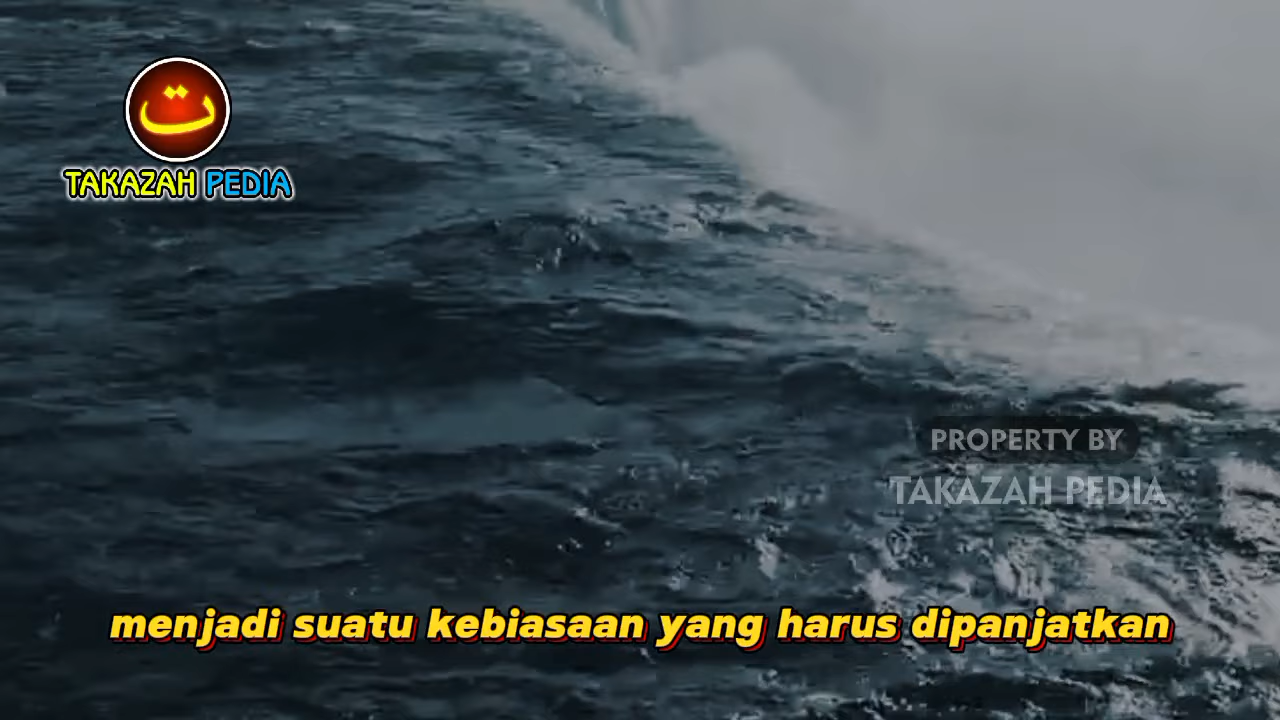 ت
TAKAZAH PEDIA
PROPERTY BY
TAKAZAH PEDIA
menjadi suatu kebiasaan yang harus dipanjatkan